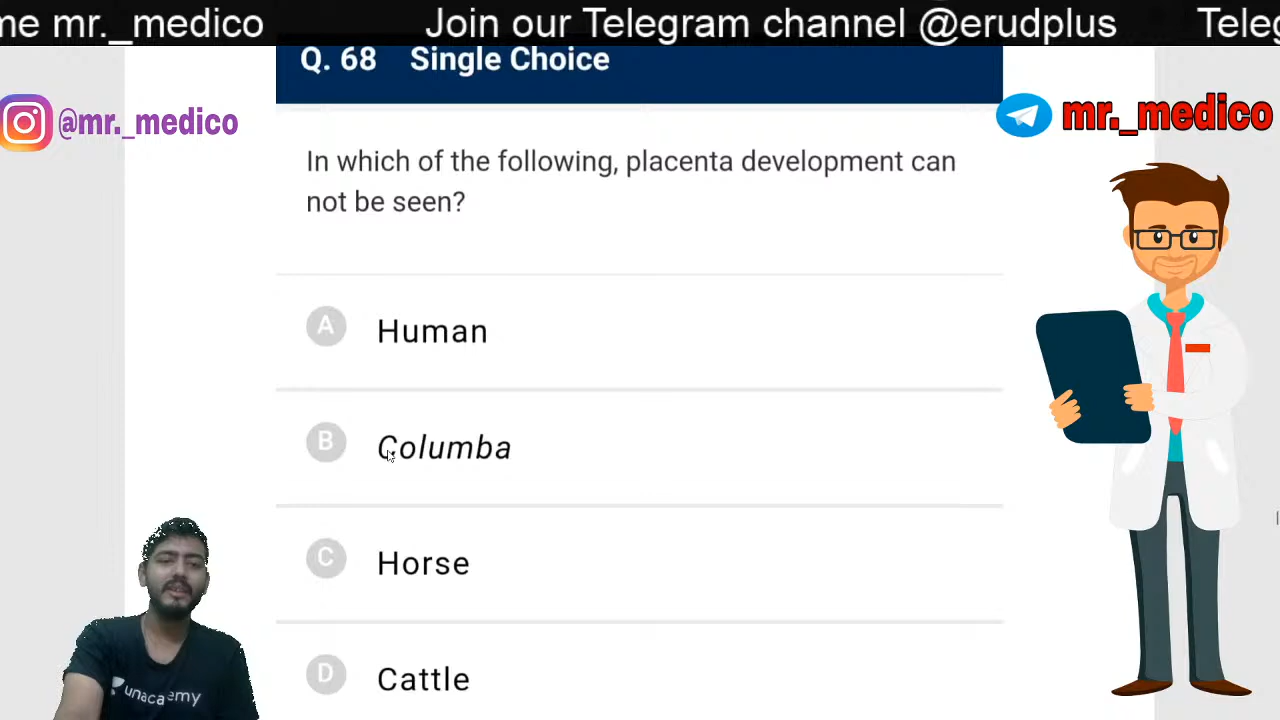 me mr._medico Join our Telegram channel @erudplus Teleg
Q. 68 Single Choice
@mr._medico
mr._medico
In which of the following, placenta development can
not be seen?
A Human
B Columba
C Horse
D Cattle
unacademy